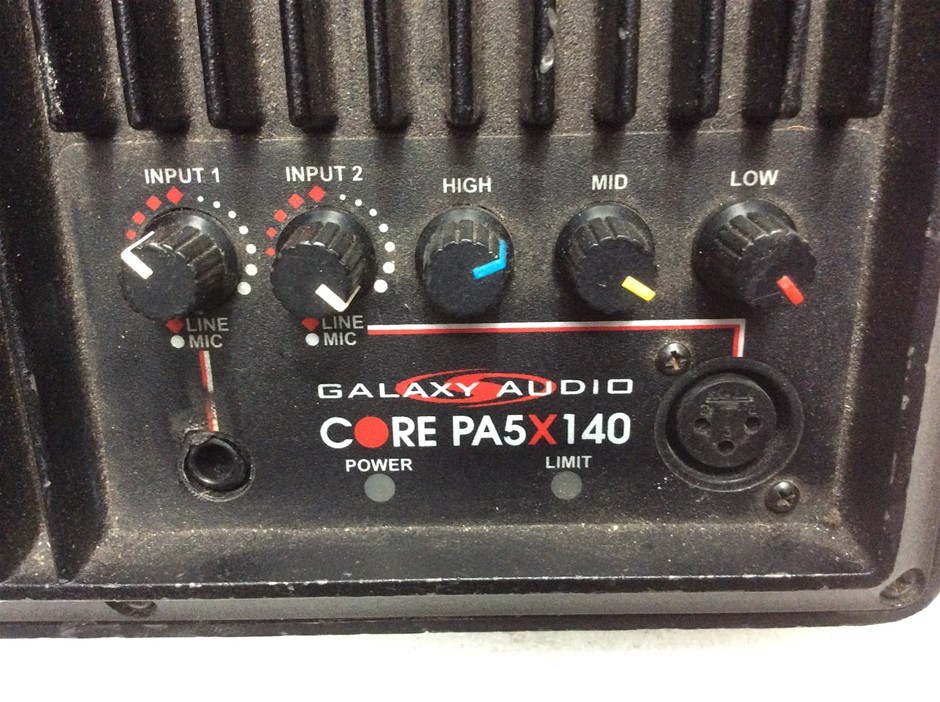 INPUT 1
INPUT 2
HIGH
MID
LOW
LINE
MIC
LINE
MIC
GALAXY AUDIO
CORE PA5X140
POWER
LIMIT